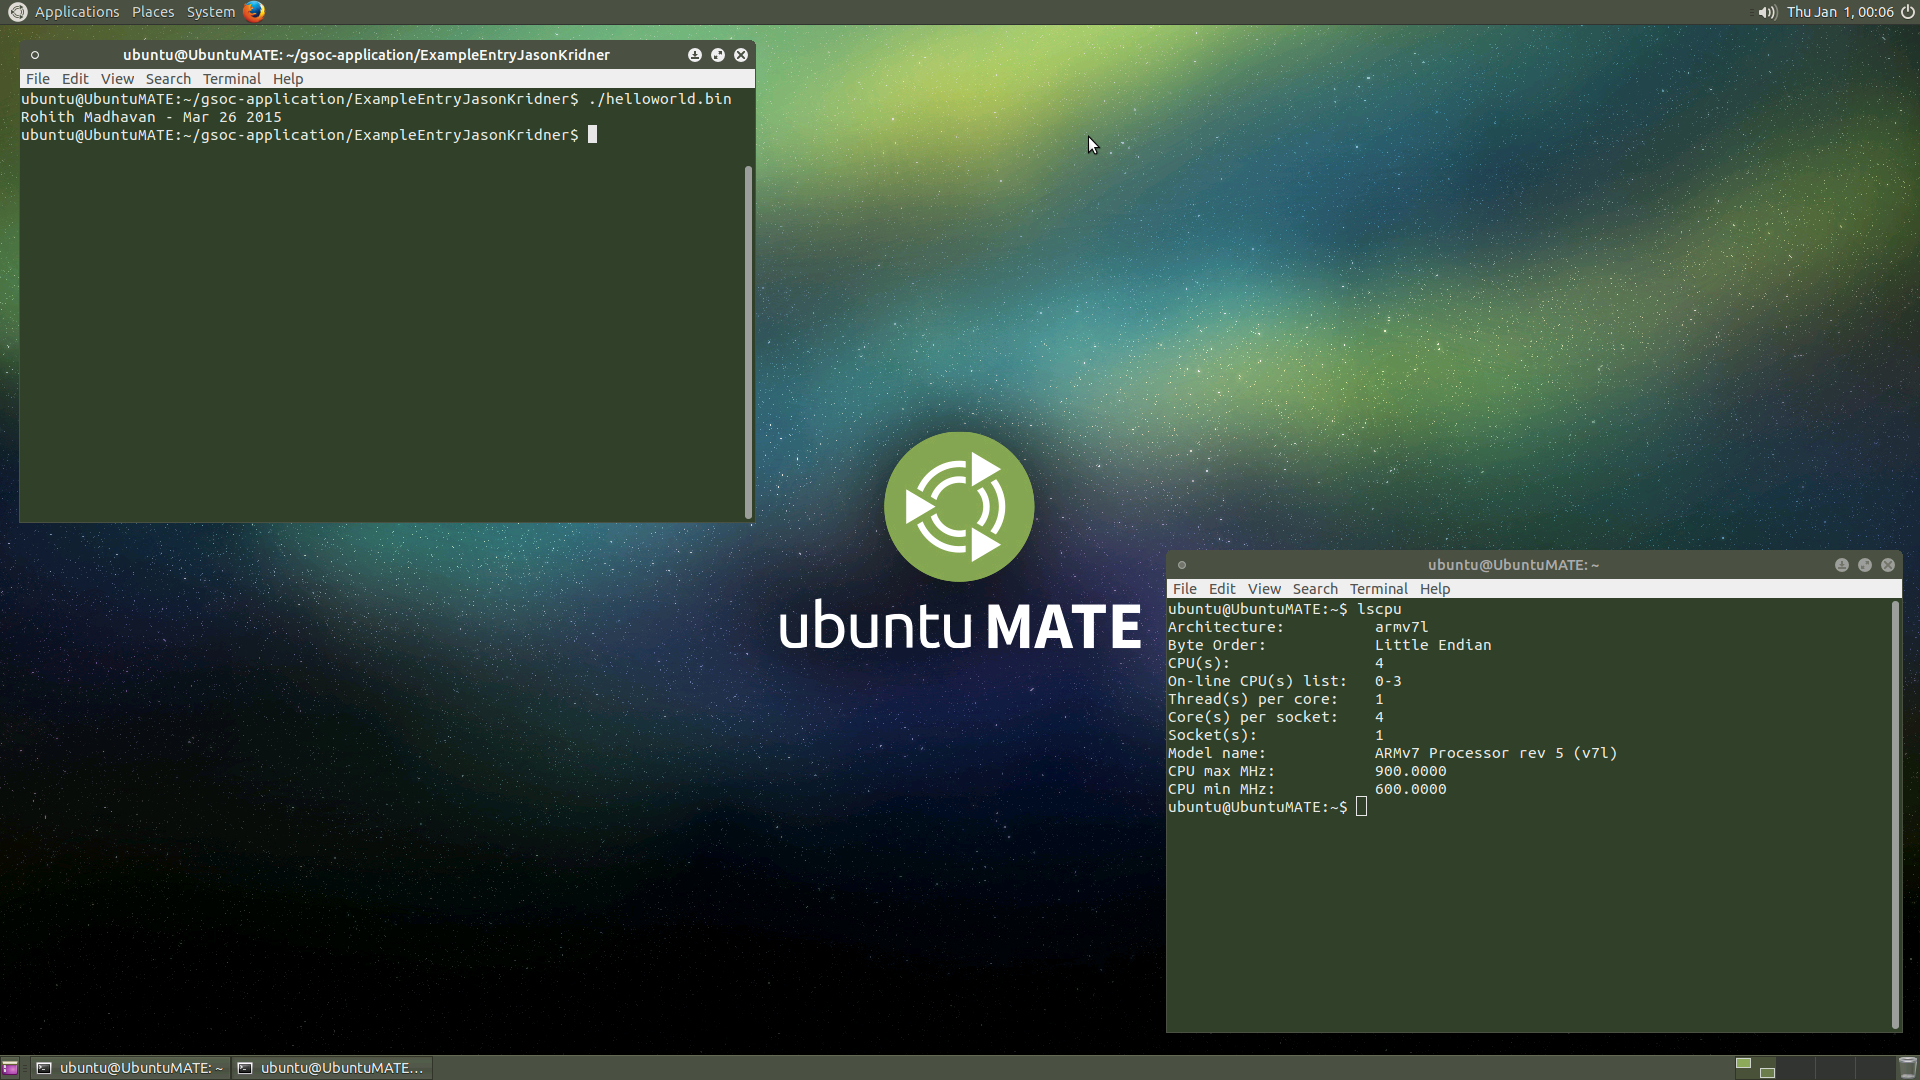 Applications Places System
Thu Jan 1, 00:06
ubuntu@UbuntuMATE: ~/gsoc-application/ExampleEntryJasonKridner
File Edit View Search Terminal Help
ubuntu@UbuntuMATE:~/gsoc-application/ExampleEntryJasonKridner$ ./helloworld.bin
Rohith Madhavan - Mar 26 2015
ubuntu@UbuntuMATE:~/gsoc-application/ExampleEntryJasonKridner$
ubuntu MATE
ubuntu@UbuntuMATE: ~
File Edit View Search Terminal Help
ubuntu@UbuntuMATE:~$ lscpu
Architecture: armv7l
Byte Order: Little Endian
CPU(s): 4
On-line CPU(s) list: 0-3
Thread(s) per core: 1
Core(s) per socket: 4
Socket(s): 1
Model name: ARMv7 Processor rev 5 (v7l)
CPU max MHz: 900.0000
CPU min MHz: 600.0000
ubuntu@UbuntuMATE:~$
ubuntu@UbuntuMATE: ~
ubuntu@UbuntuMATE...